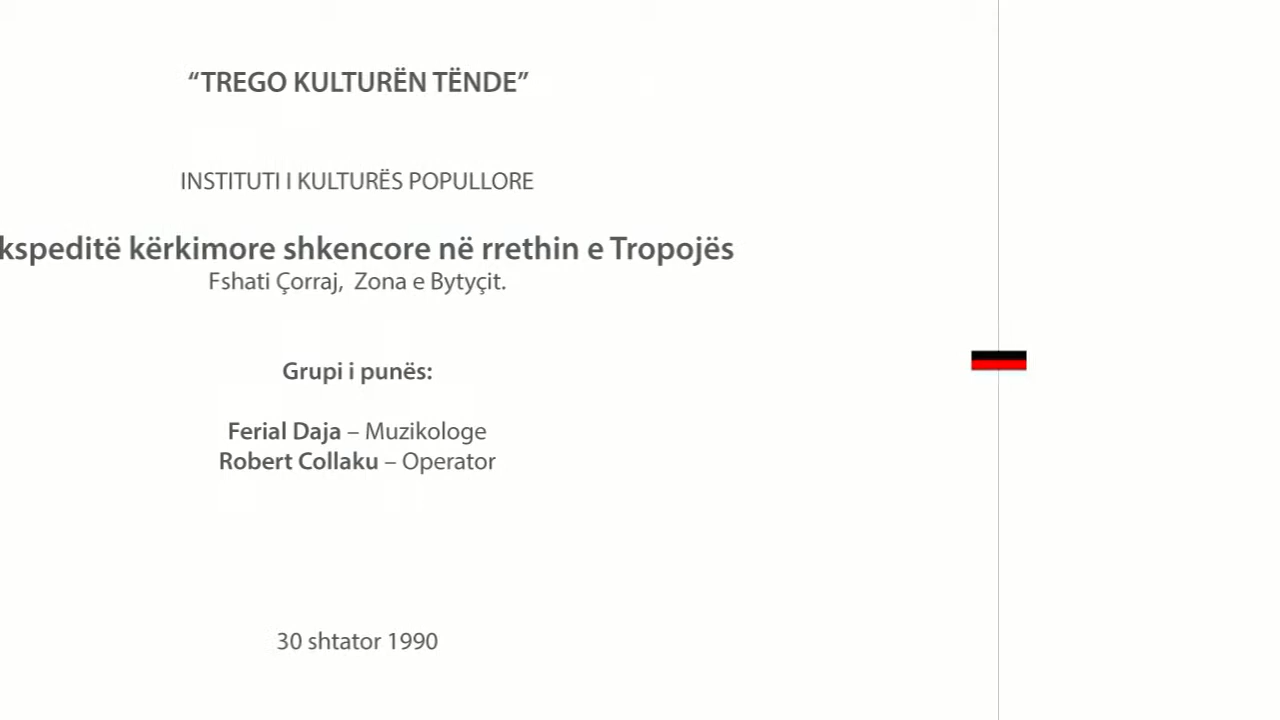 “TREGO KULTURËN TËNDE”
INSTITUTI I KULTURËS POPULLORE
kspeditë kërkimore shkencore në rrethin e Tropojës
Fshati Çorraj, Zona e Bytyçit.
Grupi i punës:
Ferial Daja – Muzikologe
Robert Collaku – Operator
30 shtator 1990